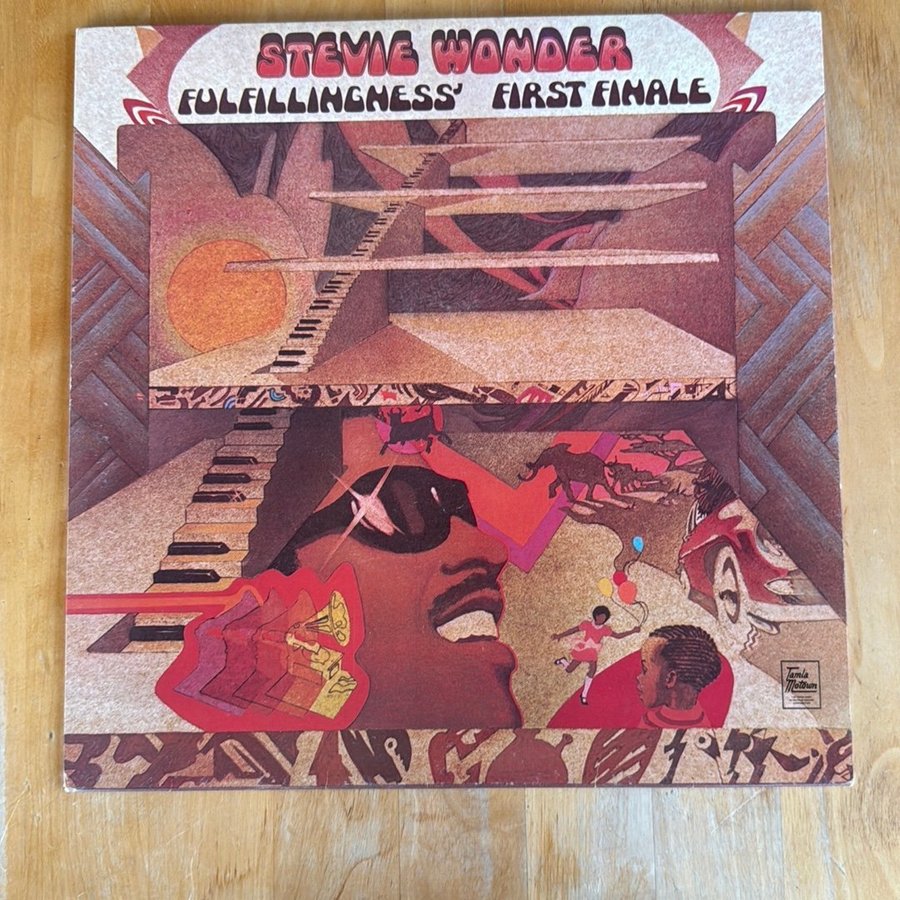 STEVIE WONDER
FULFILLINGNESS' FIRST FINALE
Tamla
Motown